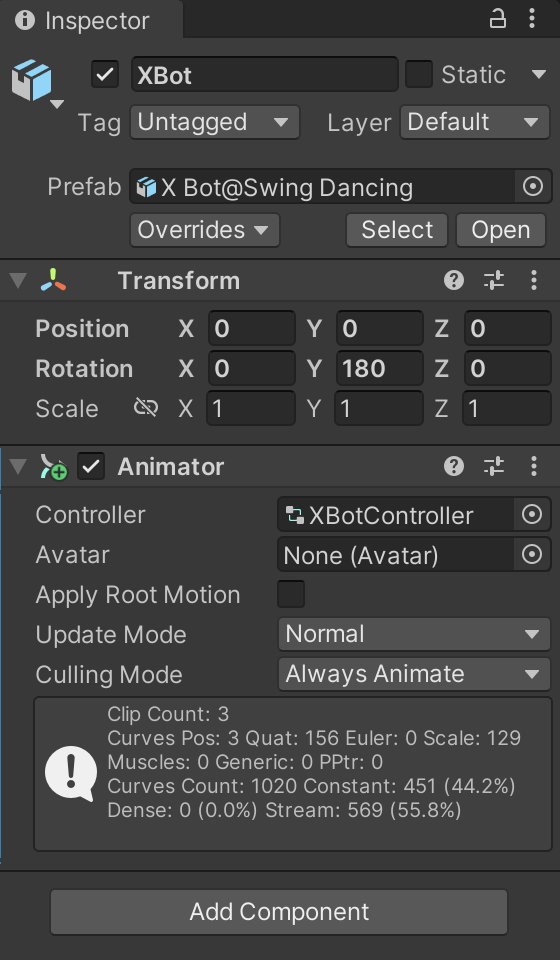 Inspector
XBot
Static
Tag Untagged Layer Default
Prefab X Bot@Swing Dancing
Overrides Select Open
Transform
Position X 0 Y 0 Z 0
Rotation X 0 Y 180 Z 0
Scale X 1 Y 1 Z 1
Animator
Controller XBotController
Avatar None (Avatar)
Apply Root Motion
Update Mode Normal
Culling Mode Always Animate
Clip Count: 3
Curves Pos: 3 Quat: 156 Euler: 0 Scale: 129
Muscles: 0 Generic: 0 PPtr: 0
Curves Count: 1020 Constant: 451 (44.2%)
Dense: 0 (0.0%) Stream: 569 (55.8%)
Add Component